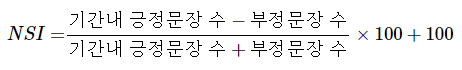 NSI = (기간내 긍정문장 수 − 부정문장 수) / (기간내 긍정문장 수 + 부정문장 수) × 100 + 100